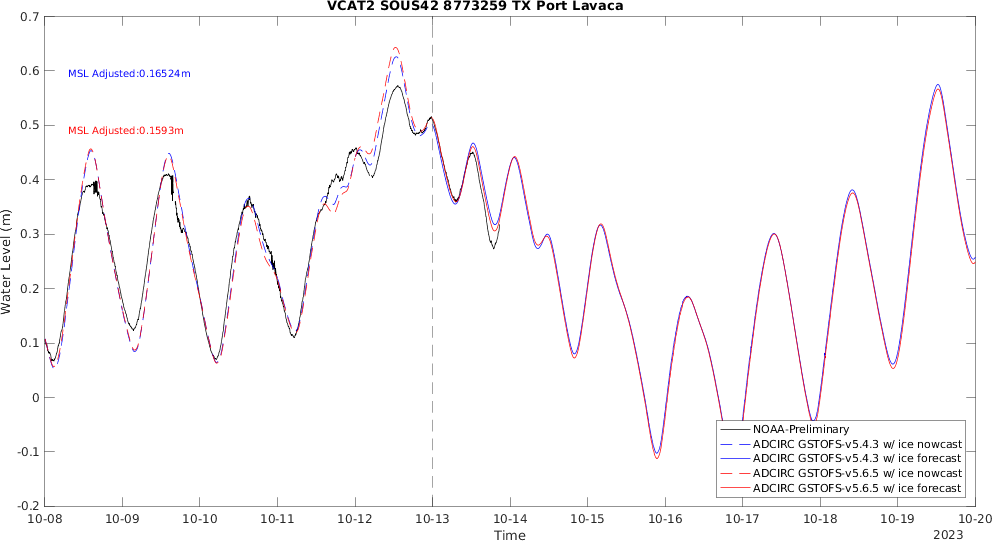 VCAT2 SOUS42 8773259 TX Port Lavaca
0.7
0.6
0.5
0.4
0.3
0.2
0.1
0
-0.1
-0.2
Water Level (m)
MSL Adjusted:0.16524m
MSL Adjusted:0.1593m
NOAA-Preliminary
ADCIRC GSTOFS-v5.4.3 w/ ice nowcast
ADCIRC GSTOFS-v5.4.3 w/ ice forecast
ADCIRC GSTOFS-v5.6.5 w/ ice nowcast
ADCIRC GSTOFS-v5.6.5 w/ ice forecast
10-08 10-09 10-10 10-11 10-12 10-13 10-14 10-15 10-16 10-17 10-18 10-19 10-20
Time
2023